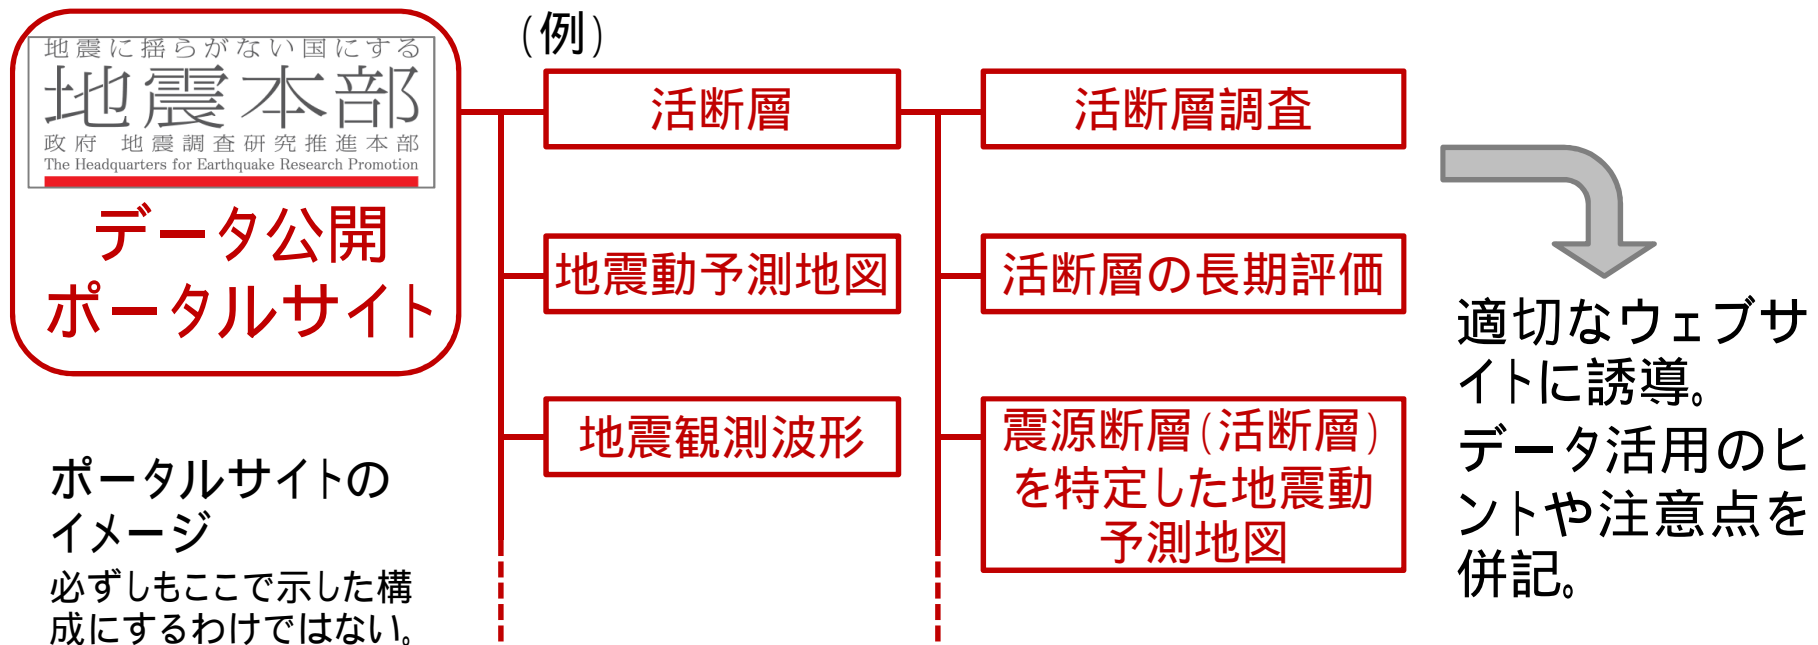 地震に揺らがない国にする
地震本部
政府 地震調査研究推進本部
The Headquarters for Earthquake Research Promotion
データ公開
ポータルサイト
ポータルサイトの
イメージ
必ずしもここで示した構
成にするわけではない。
(例)
活断層
地震動予測地図
地震観測波形
活断層調査
活断層の長期評価
震源断層(活断層)
を特定した地震動
予測地図
適切なウェブサ
イトに誘導。
データ活用のヒ
ントや注意点を
併記。